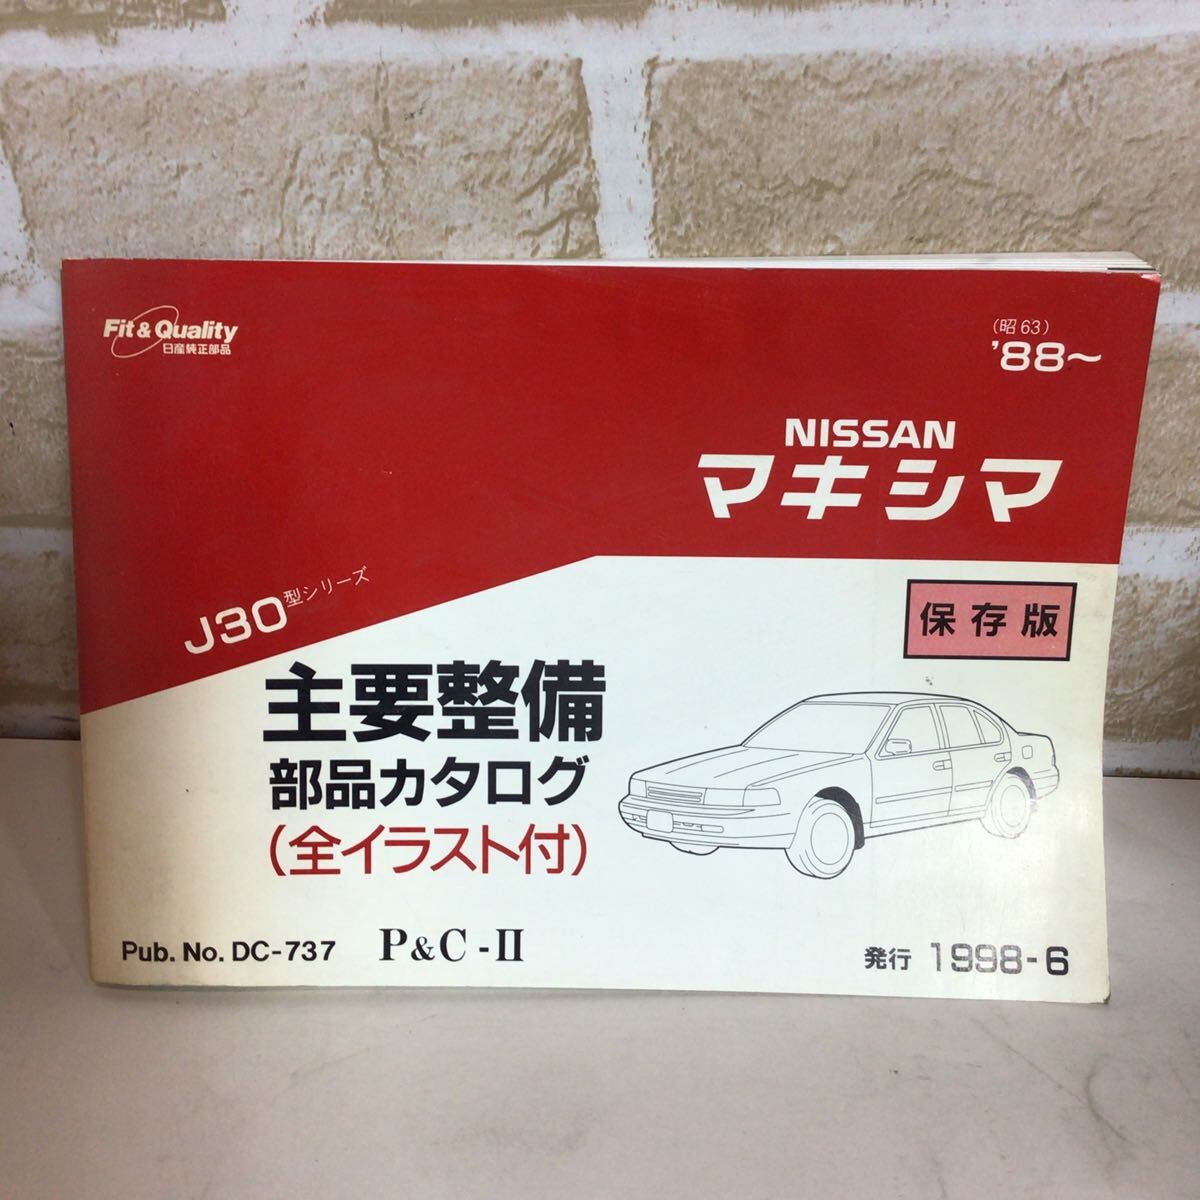 Fit & Quality
日産純正部品
（昭63）
'88〜
NISSAN
マキシマ
J30型シリーズ
保存版
主要整備
部品カタログ
（全イラスト付）
Pub. No. DC-737 P&C-II
発行 1998-6